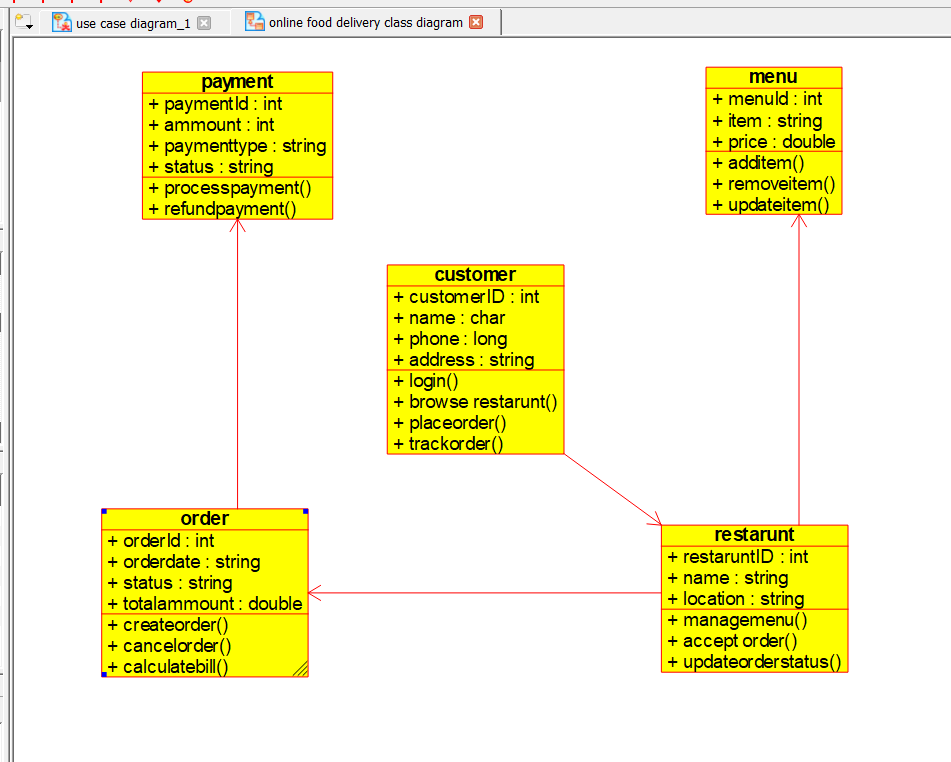 use case diagram_1
online food delivery class diagram
payment
+ paymentId : int
+ ammount : int
+ paymenttype : string
+ status : string
+ processpayment()
+ refundpayment()
menu
+ menuId : int
+ item : string
+ price : double
+ additem()
+ removeitem()
+ updateitem()
customer
+ customerID : int
+ name : char
+ phone : long
+ address : string
+ login()
+ browse restarunt()
+ placeorder()
+ trackorder()
order
+ orderId : int
+ orderdate : string
+ status : string
+ totalammount : double
+ createorder()
+ cancelorder()
+ calculatebill()
restarunt
+ restaruntID : int
+ name : string
+ location : string
+ managemenu()
+ accept order()
+ updateorderstatus()